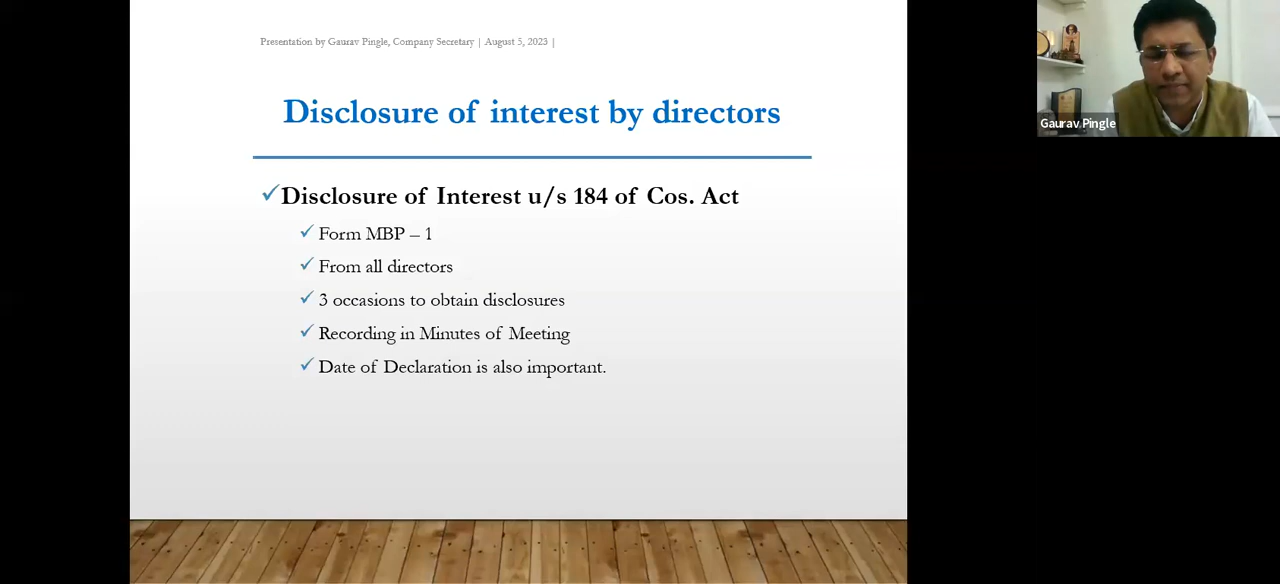 Presentation by Gaurav Pingle, Company Secretary | August 5, 2023 |
Disclosure of interest by directors
Disclosure of Interest u/s 184 of Cos. Act
Form MBP – 1
From all directors
3 occasions to obtain disclosures
Recording in Minutes of Meeting
Date of Declaration is also important.
Gaurav Pingle